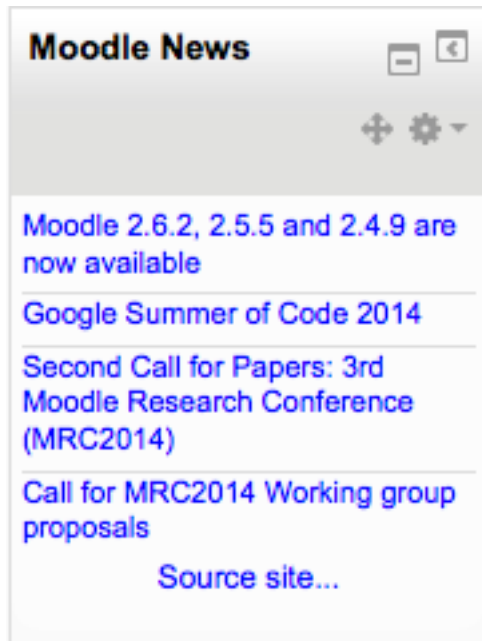 Moodle News
Moodle 2.6.2, 2.5.5 and 2.4.9 are
now available
Google Summer of Code 2014
Second Call for Papers: 3rd
Moodle Research Conference
(MRC2014)
Call for MRC2014 Working group
proposals
Source site...